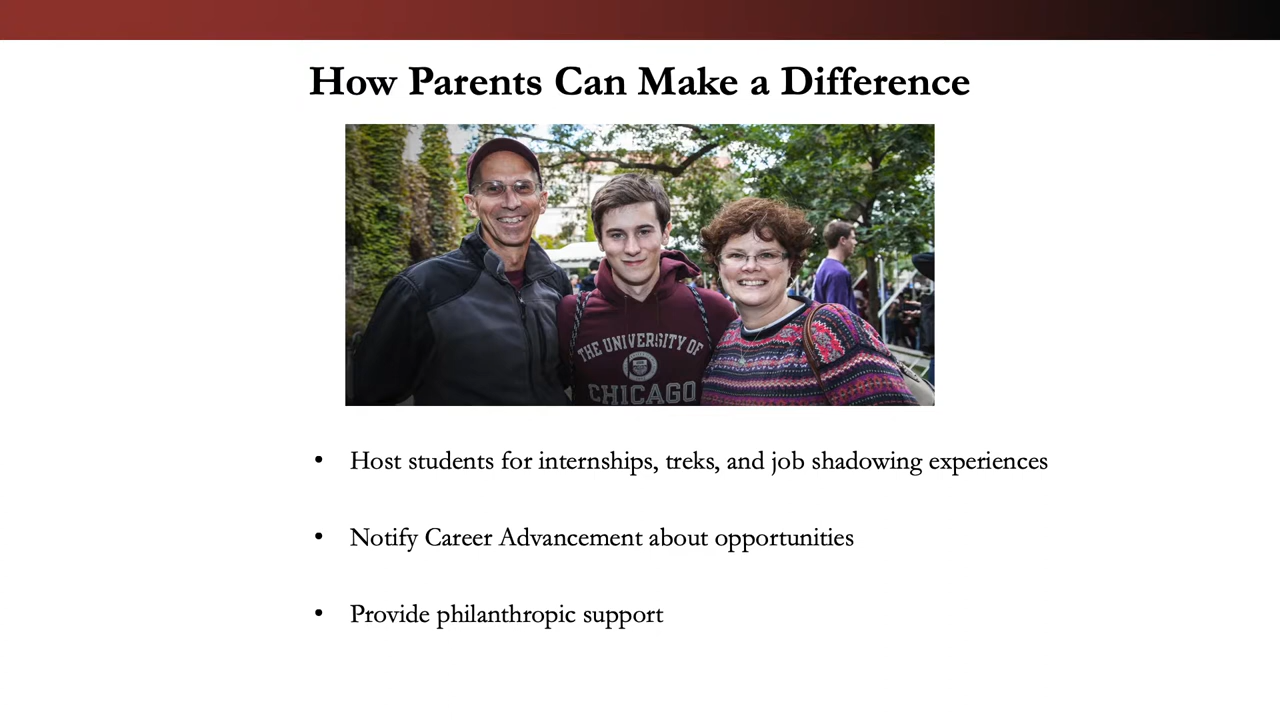 How Parents Can Make a Difference
THE UNIVERSITY OF
CHICAGO
• Host students for internships, treks, and job shadowing experiences
• Notify Career Advancement about opportunities
• Provide philanthropic support